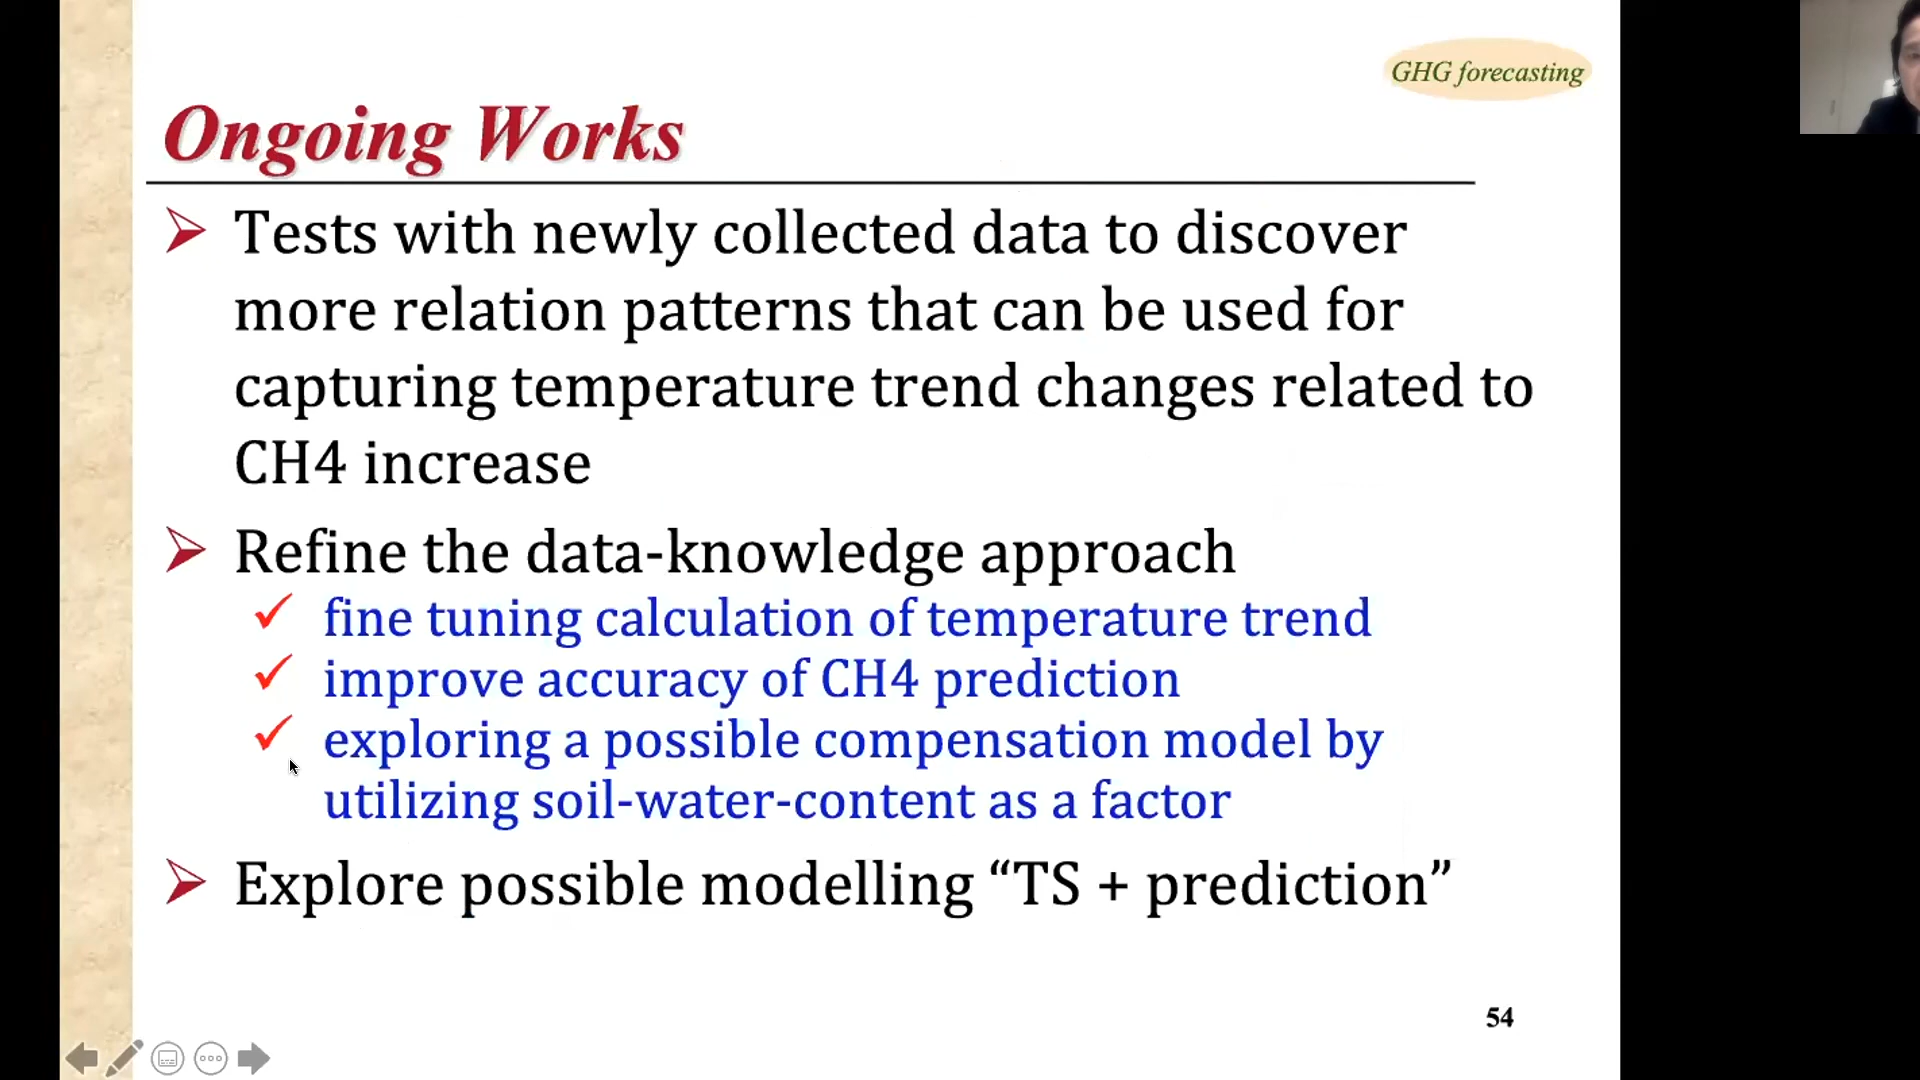 GHG forecasting
Ongoing Works
Tests with newly collected data to discover
more relation patterns that can be used for
capturing temperature trend changes related to
CH4 increase
Refine the data-knowledge approach
fine tuning calculation of temperature trend
improve accuracy of CH4 prediction
exploring a possible compensation model by
utilizing soil-water-content as a factor
Explore possible modelling “TS + prediction”
54